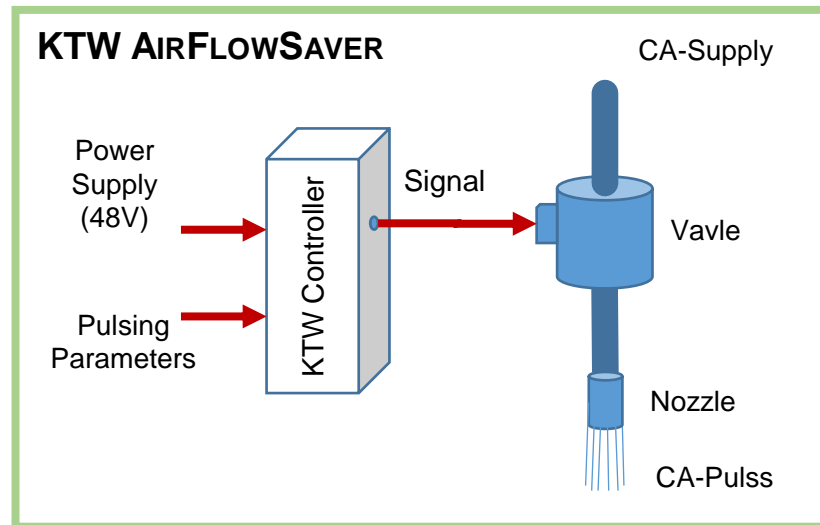 KTW AIRFLOWSAVER
CA-Supply
Power
Supply
(48V)
KTW Controller
Signal
Vavle
Pulsing
Parameters
Nozzle
CA-Pulss